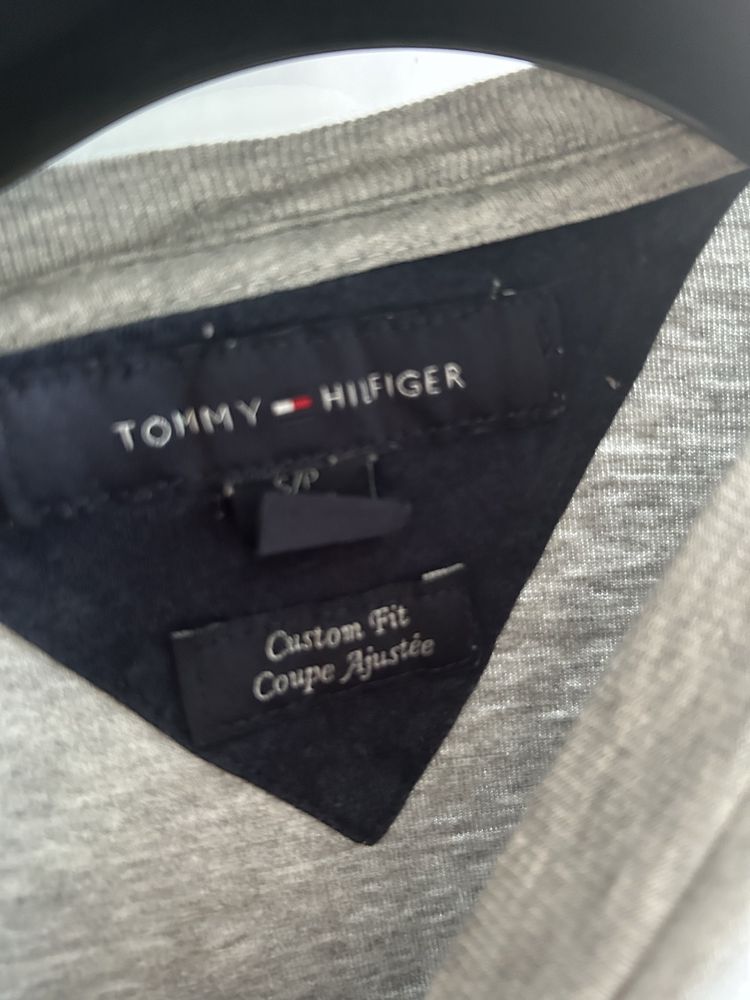 TOMMY HILFIGER
S/P
Custom Fit
Coupe Ajustée